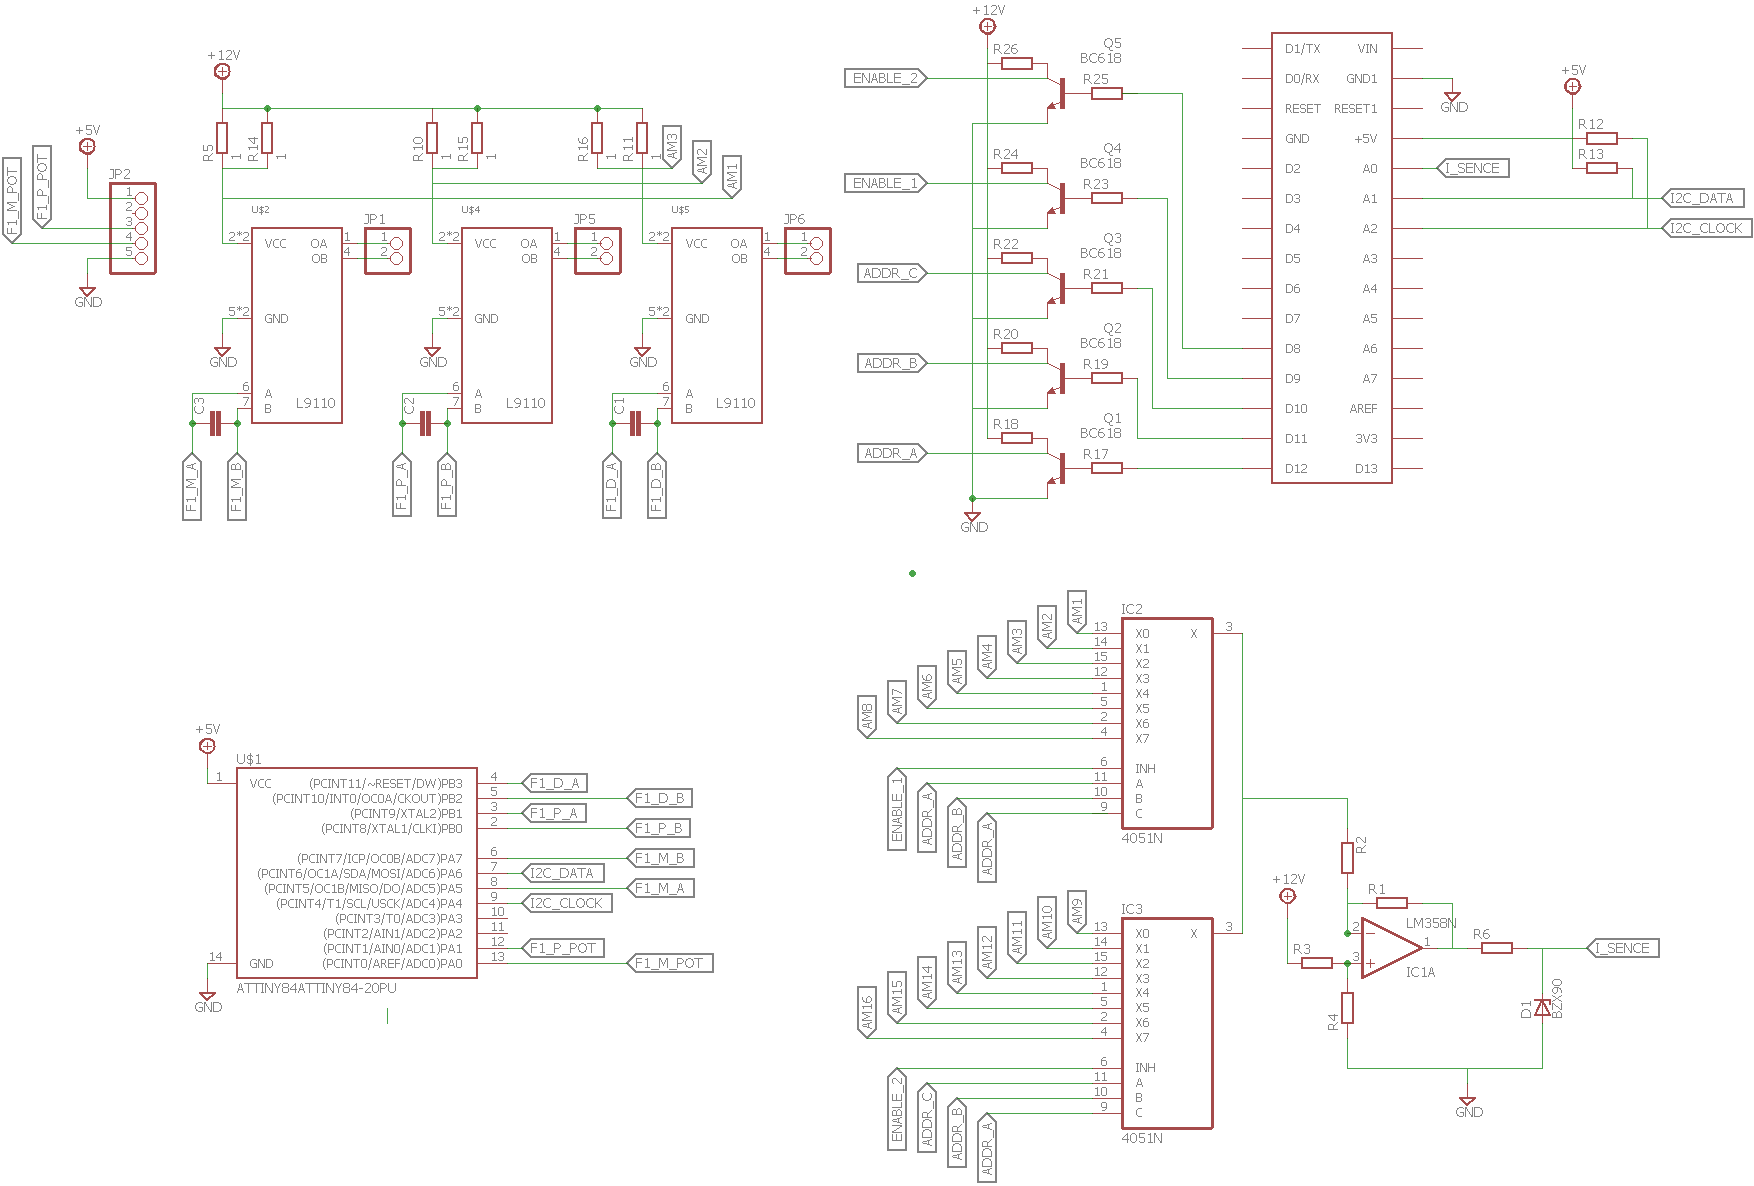 +12V
+5V
F1_M_POT
F1_P_POT
JP2
1
2
3
4
5
GND
R5
1
R14
1
R10
R15
1
R16
1
R11
1
AM3
AM2
AM1
U$2
2*2 VCC OA 1
OB 4
5*2 GND
GND
6 A
7 B
L9110
C3
F1_M_A
F1_M_B
JP1
1
2
U$4
2*2 VCC OA 1
OB 4
5*2 GND
GND
6 A
7 B
L9110
C2
F1_P_A
F1_P_B
JP5
1
2
U$5
2*2 VCC OA 1
OB 4
5*2 GND
GND
6 A
7 B
L9110
C1
F1_D_A
F1_D_B
JP6
1
2
+12V
R26
Q5
BC618
ENABLE_2
R25
R24
Q4
BC618
ENABLE_1
R23
R22
Q3
BC618
ADDR_C
R21
R20
Q2
BC618
ADDR_B
R19
R18
Q1
BC618
ADDR_A
R17
GND
D1/TX VIN
D0/RX GND1
RESET RESET1
GND +5V
D2 A0
D3 A1
D4 A2
D5 A3
D6 A4
D7 A5
D8 A6
D9 A7
D10 AREF
D11 3V3
D12 D13
GND
+5V
R12
R13
I_SENCE
I2C_DATA
I2C_CLOCK
+5V
U$1
1 VCC
14 GND
GND
(PCINT11/~RESET/DW)PB3 4 F1_D_A
(PCINT10/INT0/OC0A/CKOUT)PB2 5 F1_D_B
(PCINT9/XTAL2)PB1 3 F1_P_A
(PCINT8/XTAL1/CLKI)PB0 2 F1_P_B
(PCINT7/ICP/OC0B/ADC7)PA7 6 F1_M_B
(PCINT6/OC1A/SDA/MOSI/ADC6)PA6 7 I2C_DATA
(PCINT5/OC1B/MISO/DO/ADC5)PA5 8 F1_M_A
(PCINT4/T1/SCL/USCK/ADC4)PA4 9 I2C_CLOCK
(PCINT3/T0/ADC3)PA3 10
(PCINT2/AIN1/ADC2)PA2 11
(PCINT1/AIN0/ADC1)PA1 12 F1_P_POT
(PCINT0/AREF/ADC0)PA0 13 F1_M_POT
ATTINY84ATTINY84-20PU
IC2
AM1 13 X0 X 3
AM2 14 X1
AM3 15 X2
AM4 12 X3
AM5 1 X4
AM6 5 X5
AM7 2 X6
AM8 4 X7
ENABLE_1 6 INH
ADDR_A 11 A
ADDR_B 10 B
ADDR_A 9 C
4051N
IC3
AM9 13 X0 X 3
AM10 14 X1
AM11 15 X2
AM12 12 X3
AM13 1 X4
AM14 5 X5
AM15 2 X6
AM16 4 X7
ENABLE_2 6 INH
ADDR_C 11 A
ADDR_B 10 B
ADDR_A 9 C
4051N
R2
+12V
R1
LM358N
2
3
1
IC1A
R3
R4
R6
I_SENCE
D1
BZX90
GND